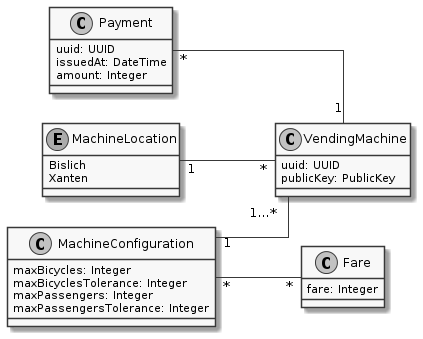 C Payment
uuid: UUID
issuedAt: DateTime
amount: Integer
*
1
E MachineLocation
Bislich
Xanten
1
*
C VendingMachine
uuid: UUID
publicKey: PublicKey
1...*
1
C MachineConfiguration
maxBicycles: Integer
maxBicyclesTolerance: Integer
maxPassengers: Integer
maxPassengersTolerance: Integer
*
*
C Fare
fare: Integer